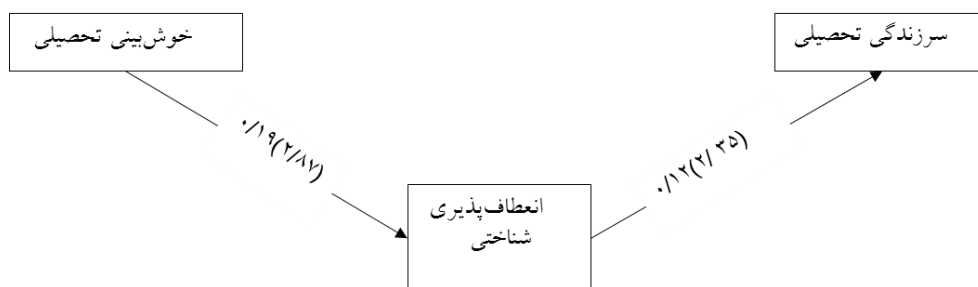 سرزندگی تحصیلی
خوش‌بینی تحصیلی
۰/۱۲(۲/۳۵)
۰/۱۹(۲/۸۷)
انعطاف‌پذیری
شناختی